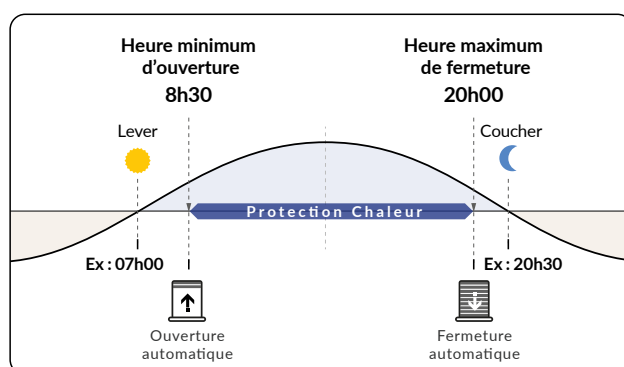 Heure minimum
d’ouverture
8h30
Heure maximum
de fermeture
20h00
Lever
Coucher
Protection Chaleur
Ex : 07h00
Ex : 20h30
Ouverture
automatique
Fermeture
automatique